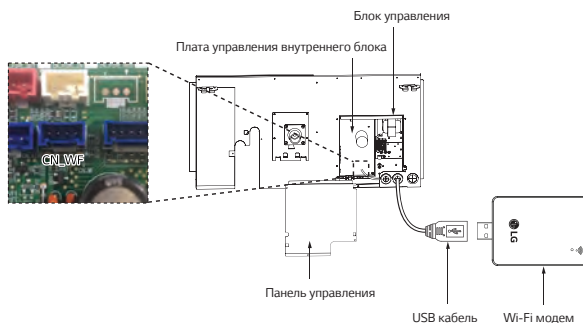 Блок управления
Плата управления внутреннего блока
CN_WF
LG
Панель управления
USB кабель
Wi-Fi модем